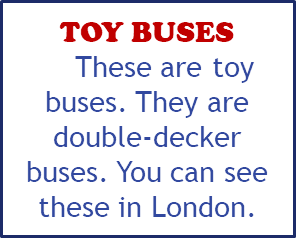 TOY BUSES
These are toy
buses. They are
double-decker
buses. You can see
these in London.